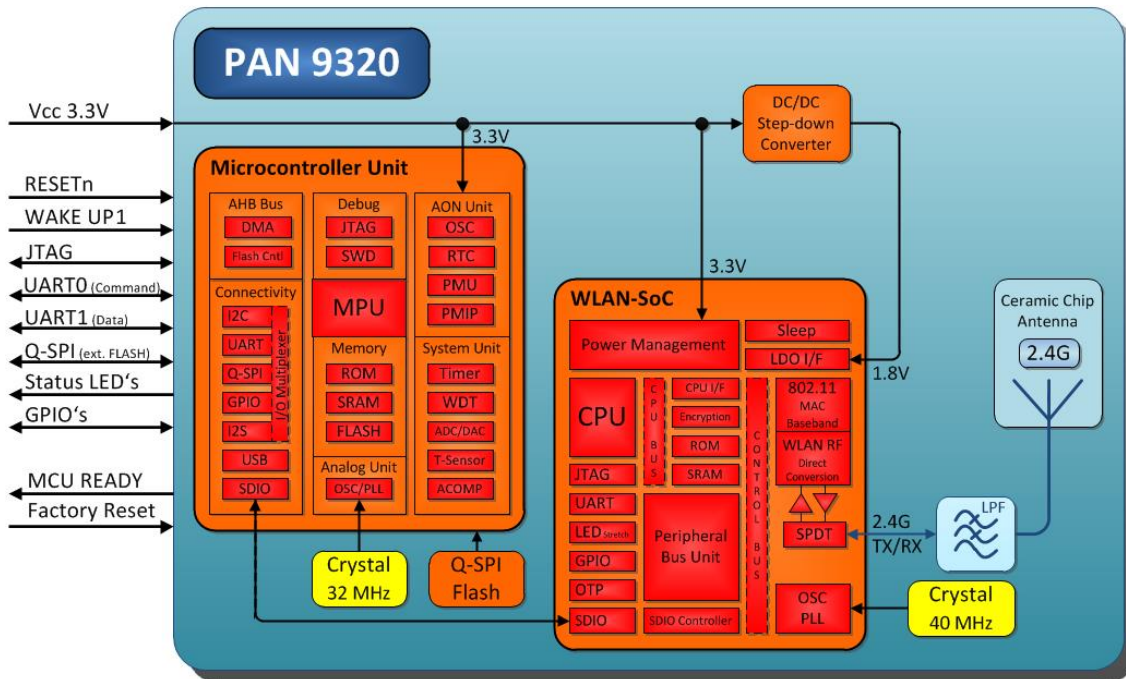 PAN 9320
Vcc 3.3V
RESETn
WAKE UP1
JTAG
UART0 (Command)
UART1 (Data)
Q-SPI (ext. FLASH)
Status LED‘s
GPIO‘s
MCU READY
Factory Reset
3.3V
Microcontroller Unit
AHB Bus
DMA
Flash Cntl
Connectivity
I2C
UART
Q-SPI
GPIO
I2S
I/O Multiplexer
USB
SDIO
Debug
JTAG
SWD
MPU
Memory
ROM
SRAM
FLASH
Analog Unit
OSC/PLL
AON Unit
OSC
RTC
PMU
PMIP
System Unit
Timer
WDT
ADC/DAC
T-Sensor
ACOMP
Crystal
32 MHz
Q-SPI
Flash
DC/DC
Step-down
Converter
3.3V
1.8V
WLAN-SoC
Power Management
Sleep
LDO I/F
CPU
CPU BUS
CPU I/F
Encryption
ROM
SRAM
CONTROL BUS
802.11
MAC
Baseband
WLAN RF
Direct
Conversion
SPDT
JTAG
UART
LED Stretch
GPIO
OTP
SDIO
Peripheral
Bus Unit
SDIO Controller
OSC
PLL
2.4G
TX/RX
LPF
Crystal
40 MHz
Ceramic Chip
Antenna
2.4G